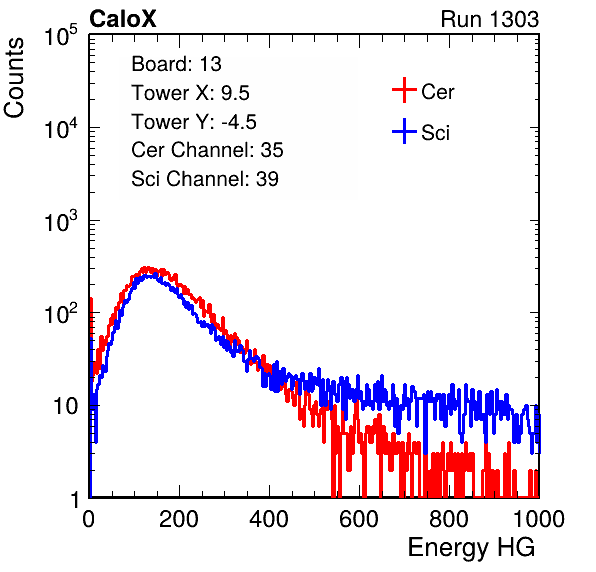 CaloX Run 1303
Counts
Board: 13
Tower X: 9.5
Tower Y: -4.5
Cer Channel: 35
Sci Channel: 39
Cer
Sci
10^5
10^4
10^3
10^2
10
1
0 200 400 600 800 1000
Energy HG